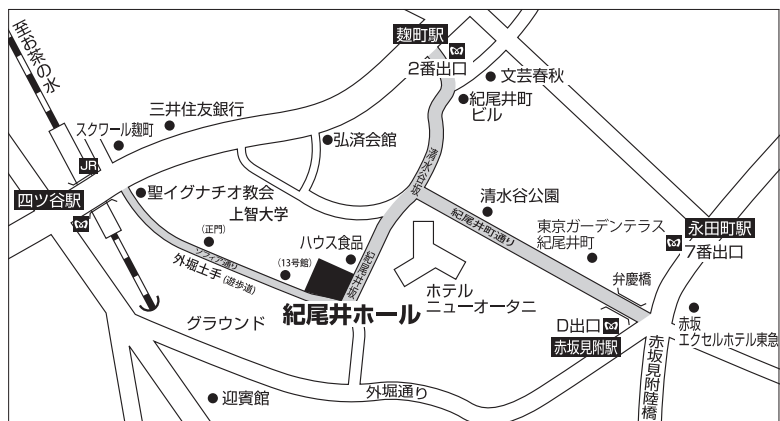 至お茶の水
麹町駅
2番出口
文芸春秋
紀尾井町
ビル
三井住友銀行
スクワール麹町
JR
弘済会館
清水谷坂
四ツ谷駅
聖イグナチオ教会
上智大学
清水谷公園
紀尾井町通り
東京ガーデンテラス
紀尾井町
永田町駅
7番出口
(正門)
ソフィア通り
外堀土手(遊歩道)
(13号館)
ハウス食品
紀尾井坂
ホテル
ニューオータニ
弁慶橋
紀尾井ホール
グラウンド
D出口
赤坂見附駅
赤坂
エクセルホテル東急
赤坂見附陸橋
外堀通り
迎賓館